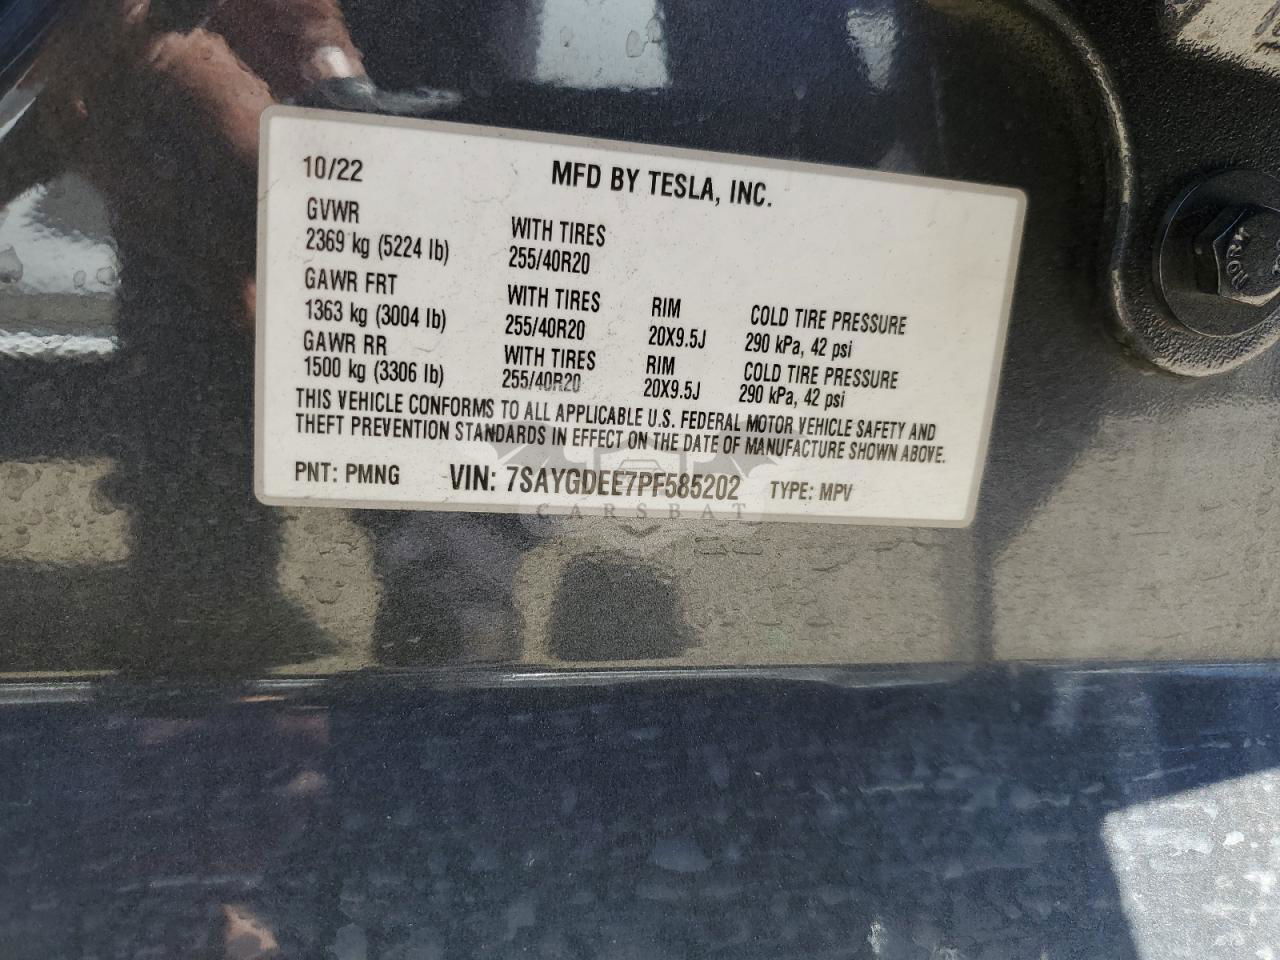 10/22 MFD BY TESLA, INC.
GVWR
2369 kg (5224 lb) WITH TIRES 255/40R20
GAWR FRT
1363 kg (3004 lb) WITH TIRES 255/40R20 RIM 20X9.5J COLD TIRE PRESSURE 290 kPa, 42 psi
GAWR RR
1500 kg (3306 lb) WITH TIRES 255/40R20 RIM 20X9.5J COLD TIRE PRESSURE 290 kPa, 42 psi
THIS VEHICLE CONFORMS TO ALL APPLICABLE U.S. FEDERAL MOTOR VEHICLE SAFETY AND
THEFT PREVENTION STANDARDS IN EFFECT ON THE DATE OF MANUFACTURE SHOWN ABOVE.
PNT: PMNG VIN: 7SAYGDEE7PF585202 TYPE: MPV
CARSBAT